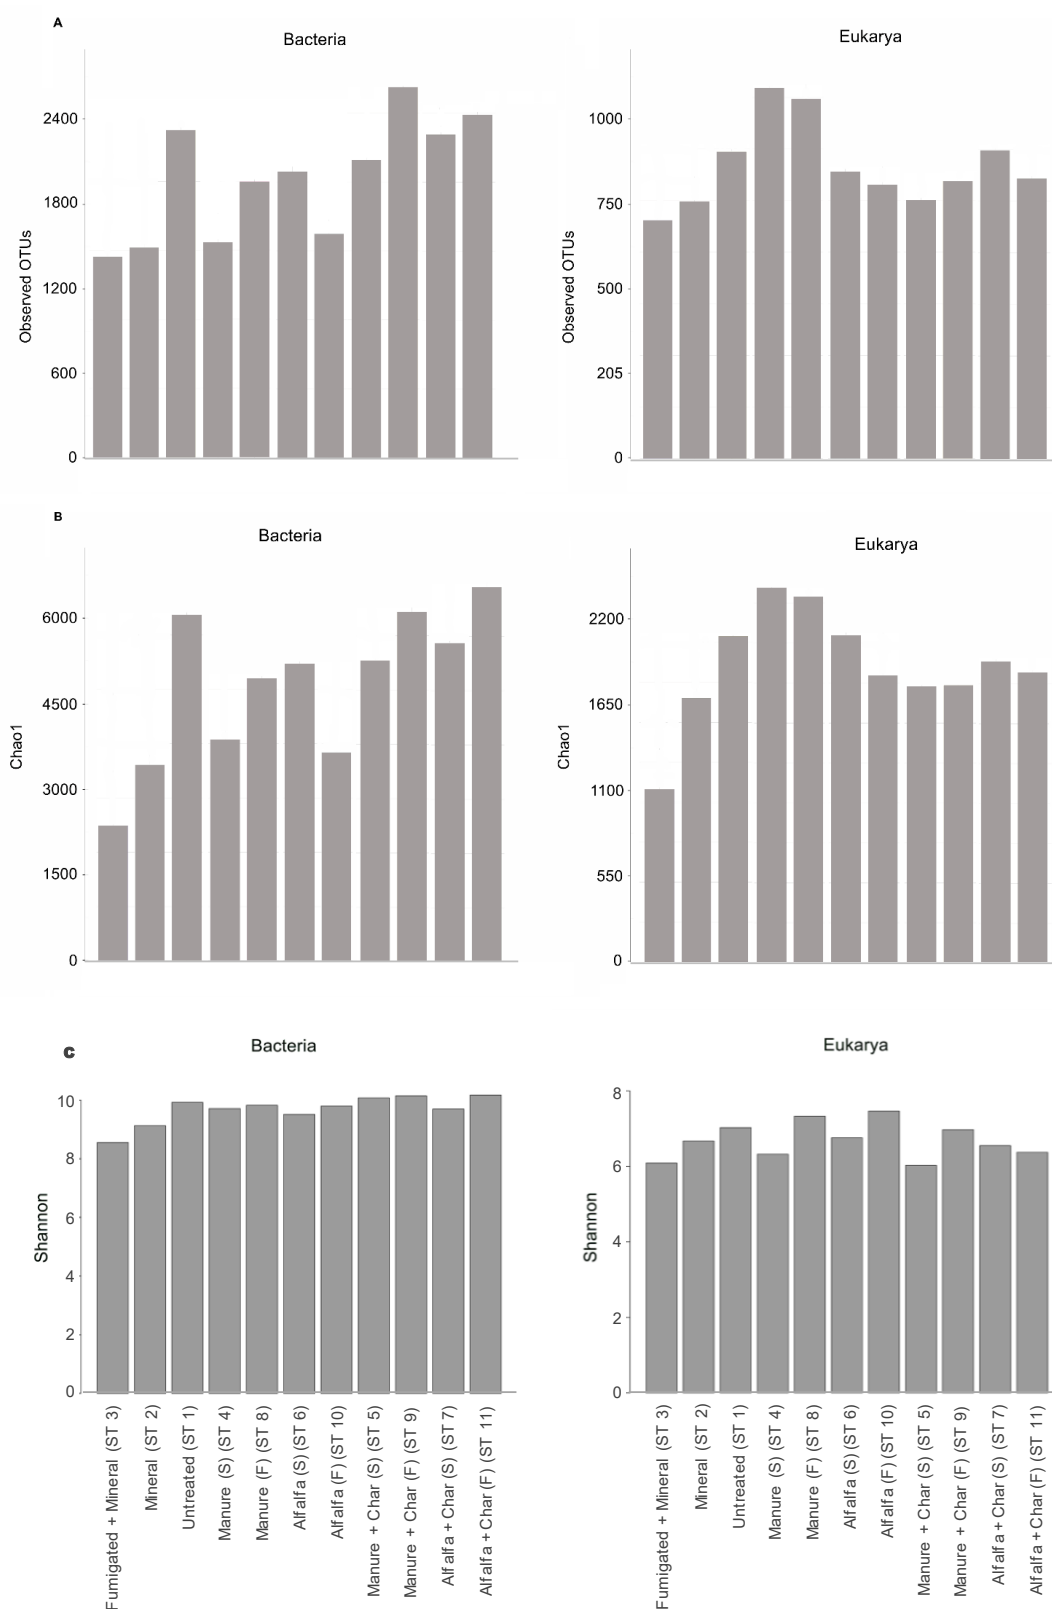 A
Bacteria
Eukarya
2400
1800
1200
600
0
Observed OTUs
1000
750
500
205
0
Observed OTUs
B
Bacteria
Eukarya
6000
4500
3000
1500
0
Chao1
2200
1650
1100
550
0
Chao1
C
Bacteria
Eukarya
10
8
6
4
2
0
Shannon
8
6
4
2
0
Shannon
Fumigated + Mineral (ST 3)
Mineral (ST 2)
Untreated (ST 1)
Manure (S) (ST 4)
Manure (F) (ST 8)
Alfalfa (S) (ST 6)
Alfalfa (F) (ST 10)
Manure + Char (S) (ST 5)
Manure + Char (F) (ST 9)
Alfalfa + Char (S) (ST 7)
Alfalfa + Char (F) (ST 11)
Fumigated + Mineral (ST 3)
Mineral (ST 2)
Untreated (ST 1)
Manure (S) (ST 4)
Manure (F) (ST 8)
Alfalfa (S) (ST 6)
Alfalfa (F) (ST 10)
Manure + Char (S) (ST 5)
Manure + Char (F) (ST 9)
Alfalfa + Char (S) (ST 7)
Alfalfa + Char (F) (ST 11)